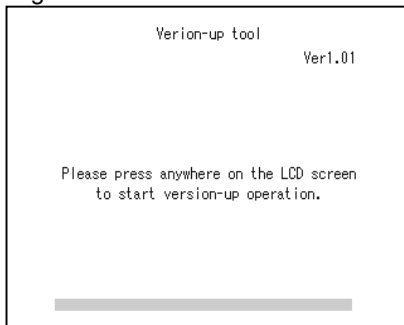 Verion-up tool
Ver1.01
Please press anywhere on the LCD screen
to start version-up operation.